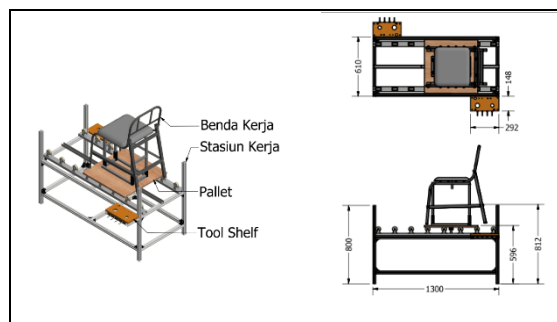 Benda Kerja
Stasiun Kerja
Pallet
Tool Shelf
610
148
292
800
596
812
1300